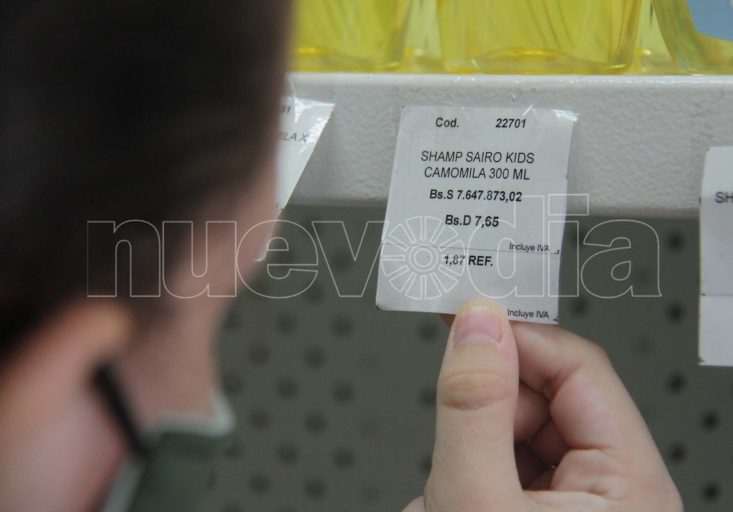 Cod. 22701
SHAMP SAIRO KIDS
CAMOMILA 300 ML
Bs.S 7.647.873,02
Bs.D 7,65
Incluye IVA
1,87 REF.
Incluye IVA
nuevodia
SH